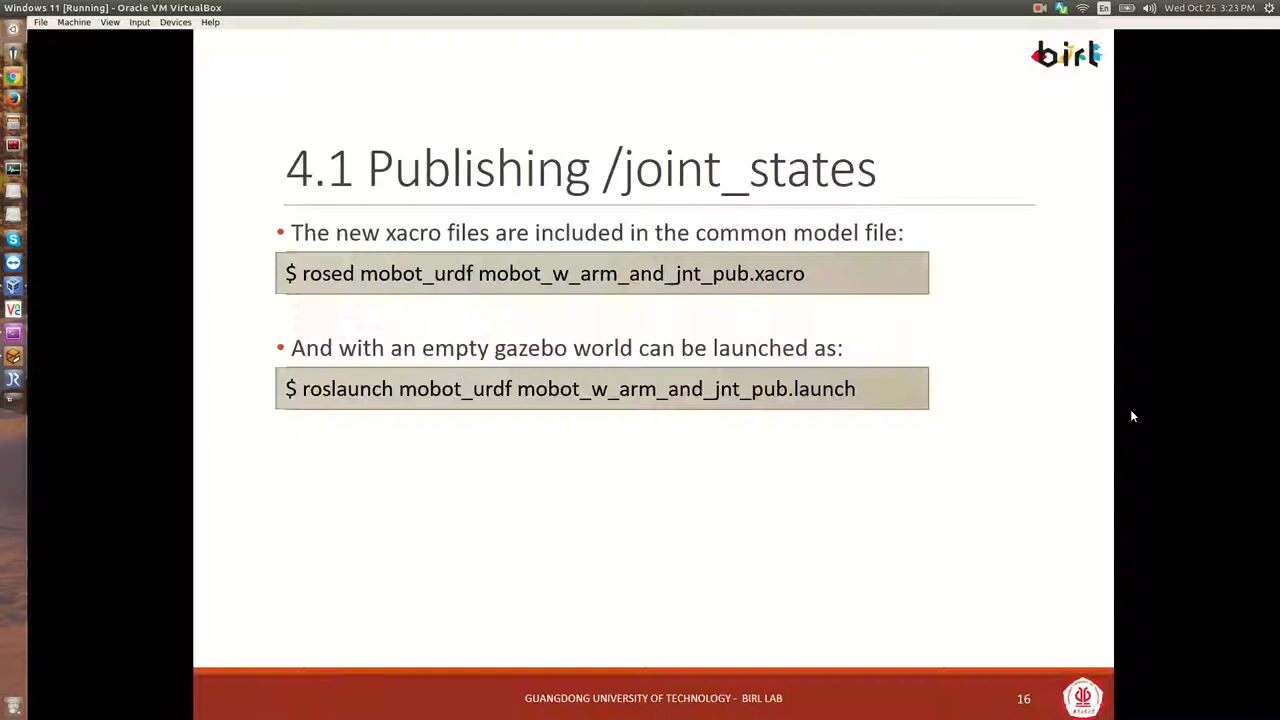 Windows 11 [Running] - Oracle VM VirtualBox
En
Wed Oct 25 3:23 PM
File Machine View Input Devices Help
birl
4.1 Publishing /joint_states
• The new xacro files are included in the common model file:
$ rosed mobot_urdf mobot_w_arm_and_jnt_pub.xacro
• And with an empty gazebo world can be launched as:
$ roslaunch mobot_urdf mobot_w_arm_and_jnt_pub.launch
GUANGDONG UNIVERSITY OF TECHNOLOGY - BIRL LAB
16